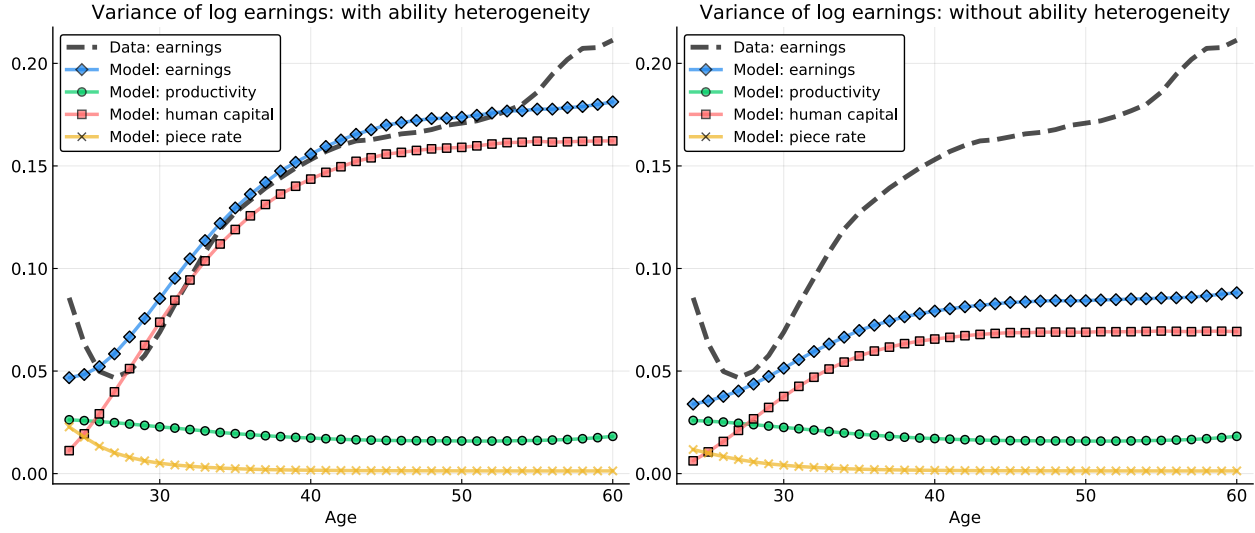 Variance of log earnings: with ability heterogeneity
Data: earnings
Model: earnings
Model: productivity
Model: human capital
Model: piece rate
0.20
0.15
0.10
0.05
0.00
30
40
50
60
Age
Variance of log earnings: without ability heterogeneity
Data: earnings
Model: earnings
Model: productivity
Model: human capital
Model: piece rate
0.20
0.15
0.10
0.05
0.00
30
40
50
60
Age